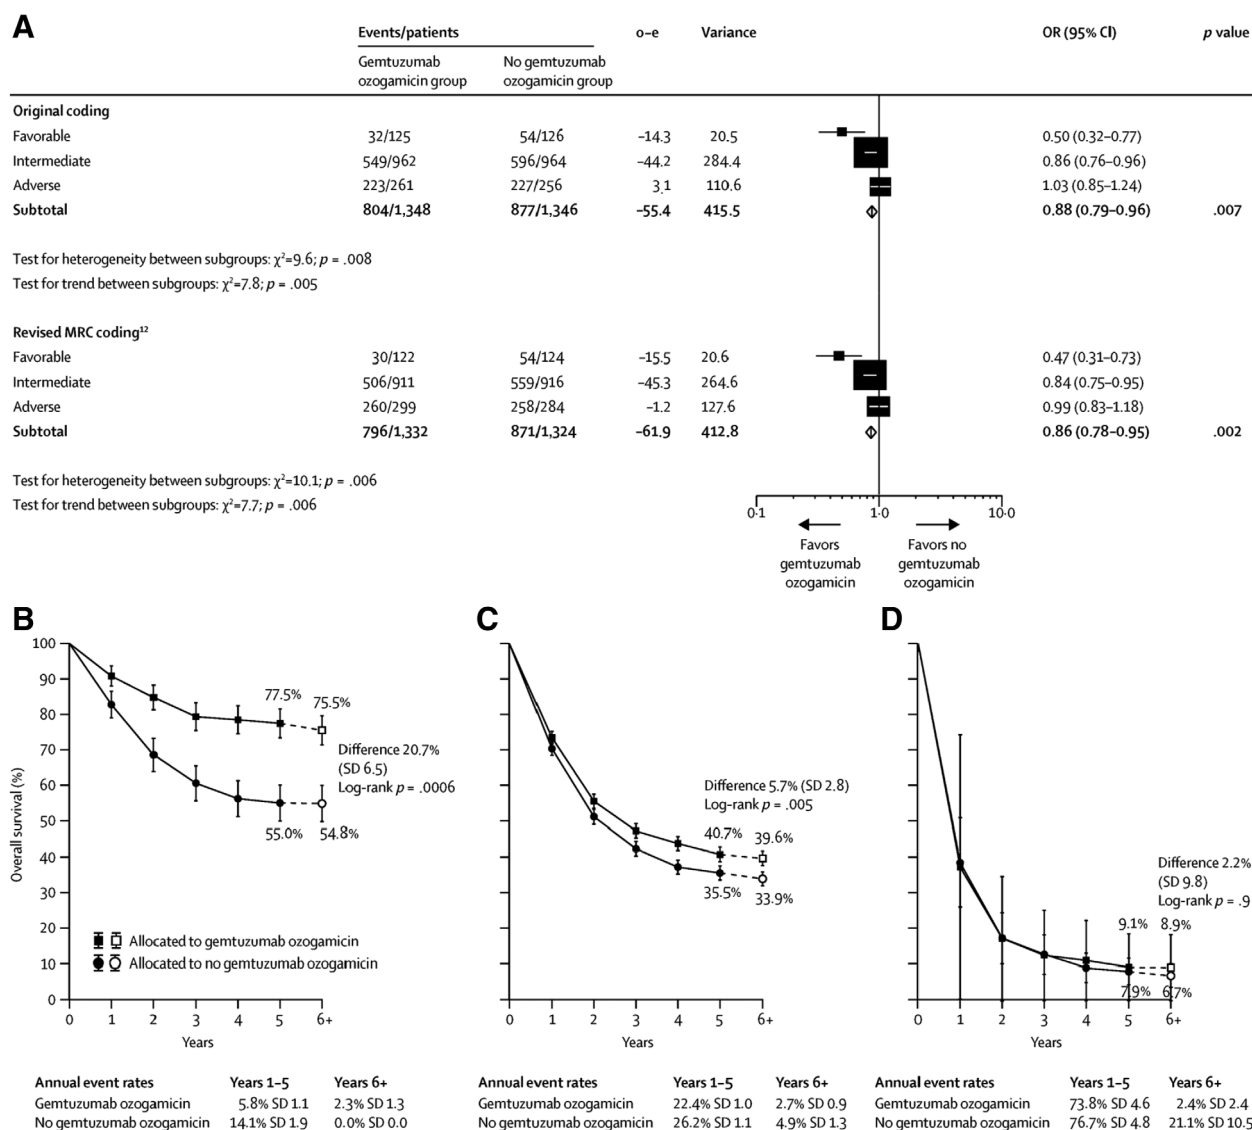 A
Events/patients o–e Variance OR (95% CI) p value
Gemtuzumab No gemtuzumab
ozogamicin group ozogamicin group
Original coding
Favorable 32/125 54/126 –14.3 20.5 0.50 (0.32–0.77)
Intermediate 549/962 596/964 –44.2 284.4 0.86 (0.76–0.96)
Adverse 223/261 227/256 3.1 110.6 1.03 (0.85–1.24)
Subtotal 804/1,348 877/1,346 –55.4 415.5 0.88 (0.79–0.96) .007
Test for heterogeneity between subgroups: χ²=9.6; p = .008
Test for trend between subgroups: χ²=7.8; p = .005
Revised MRC coding¹²
Favorable 30/122 54/124 –15.5 20.6 0.47 (0.31–0.73)
Intermediate 506/911 559/916 –45.3 264.6 0.84 (0.75–0.95)
Adverse 260/299 258/284 –1.2 127.6 0.99 (0.83–1.18)
Subtotal 796/1,332 871/1,324 –61.9 412.8 0.86 (0.78–0.95) .002
Test for heterogeneity between subgroups: χ²=10.1; p = .006
Test for trend between subgroups: χ²=7.7; p = .006
0·1 1·0 10·0
Favors Favors no
gemtuzumab gemtuzumab
ozogamicin ozogamicin
B
Overall survival (%)
100
90
80
70
60
50
40
30
20
10
0
77.5% 75.5%
Difference 20.7%
(SD 6.5)
Log-rank p = .0006
55.0% 54.8%
Allocated to gemtuzumab ozogamicin
Allocated to no gemtuzumab ozogamicin
0 1 2 3 4 5 6+
Years
Annual event rates Years 1–5 Years 6+
Gemtuzumab ozogamicin 5.8% SD 1.1 2.3% SD 1.3
No gemtuzumab ozogamicin 14.1% SD 1.9 0.0% SD 0.0
C
Difference 5.7% (SD 2.8)
Log-rank p = .005
40.7% 39.6%
35.5% 33.9%
0 1 2 3 4 5 6+
Years
Annual event rates Years 1–5 Years 6+
Gemtuzumab ozogamicin 22.4% SD 1.0 2.7% SD 0.9
No gemtuzumab ozogamicin 26.2% SD 1.1 4.9% SD 1.3
D
Difference 2.2%
(SD 9.8)
Log-rank p = .9
9.1% 8.9%
7.9% 6.7%
0 1 2 3 4 5 6+
Years
Annual event rates Years 1–5 Years 6+
Gemtuzumab ozogamicin 73.8% SD 4.6 2.4% SD 2.4
No gemtuzumab ozogamicin 76.7% SD 4.8 21.1% SD 10.5